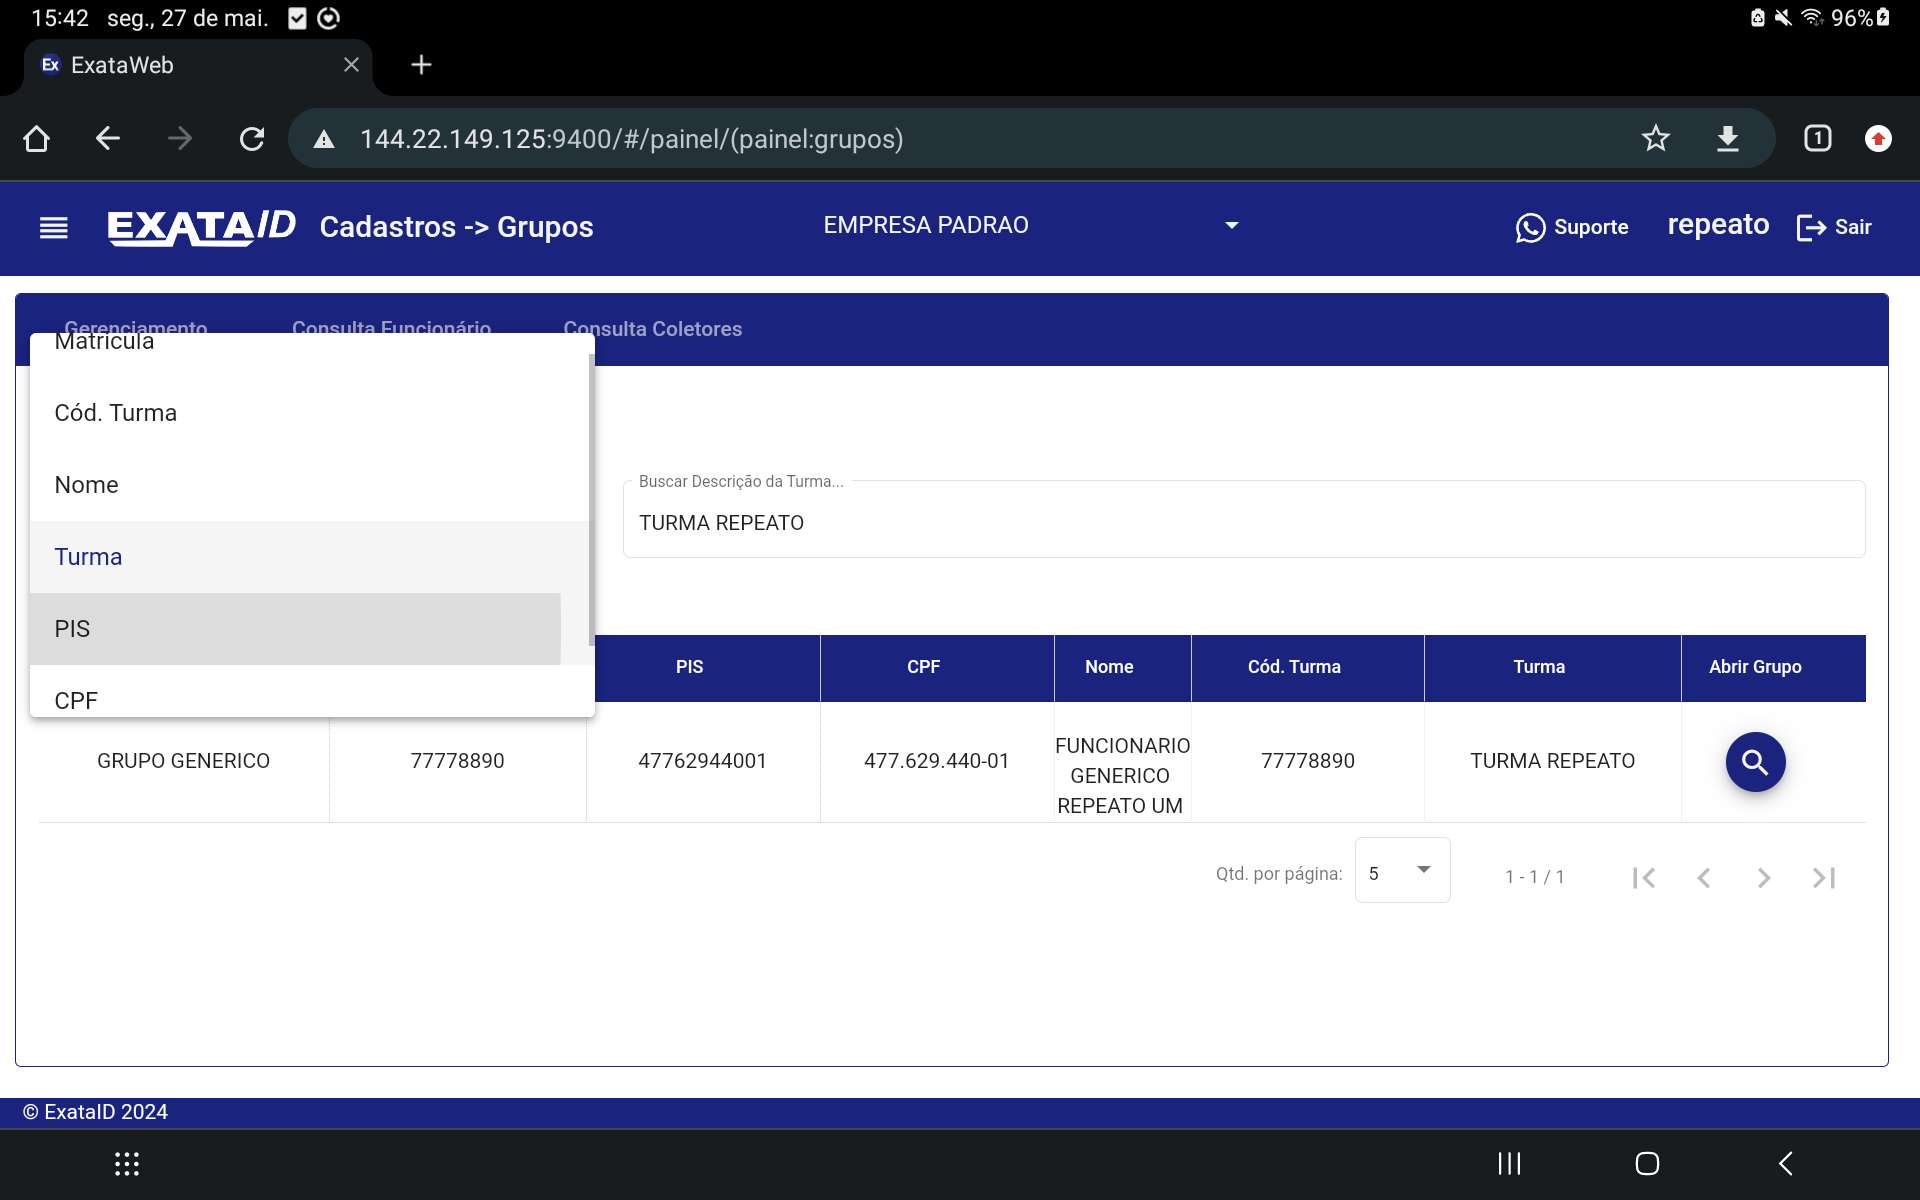 15:42 seg., 27 de mai. 96%
Ex ExataWeb
144.22.149.125:9400/#/painel/(painel:grupos) 1
EXATAID Cadastros -> Grupos EMPRESA PADRAO Suporte repeato Sair
Gerenciamento Consulta Funcionário Consulta Coletores
Matrícula
Cód. Turma
Nome
Turma
PIS
CPF
Buscar Descrição da Turma...
TURMA REPEATO
PIS CPF Nome Cód. Turma Turma Abrir Grupo
GRUPO GENERICO 77778890 47762944001 477.629.440-01 FUNCIONARIO GENERICO REPEATO UM 77778890 TURMA REPEATO
Qtd. por página: 5 1 - 1 / 1
© ExataID 2024